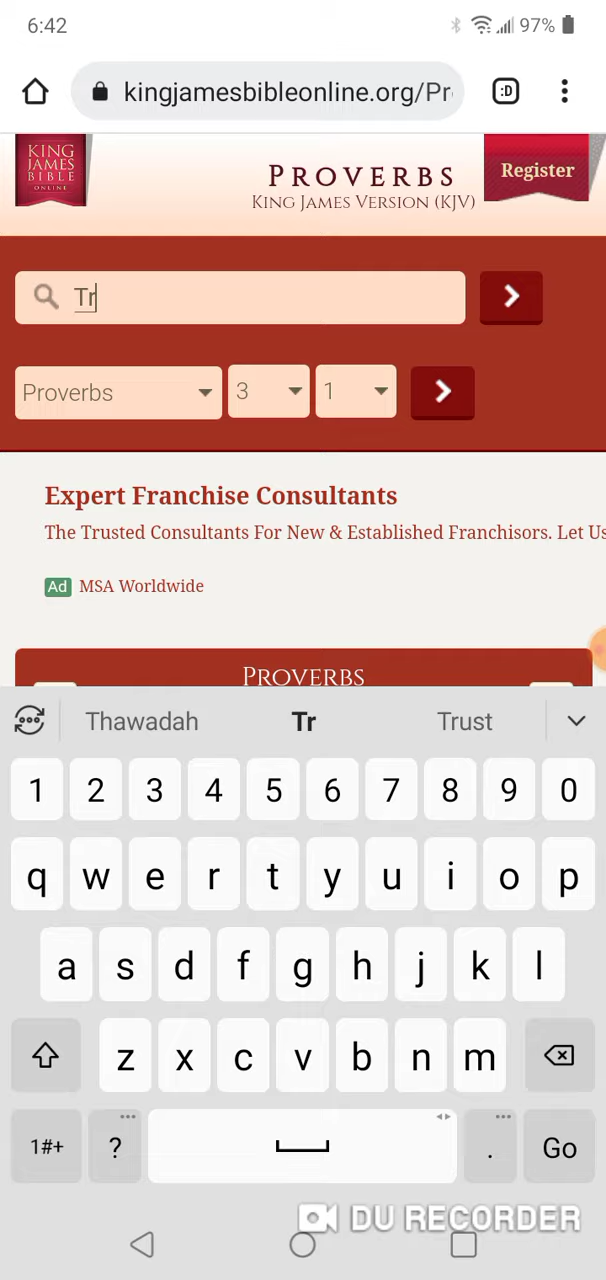 6:42
97%
kingjamesbibleonline.org/Pr
:D
KING
JAMES
BIBLE
ONLINE
PROVERBS
KING JAMES VERSION (KJV)
Register
Tr
Proverbs 3 1
Expert Franchise Consultants
The Trusted Consultants For New & Established Franchisors. Let Us
Ad MSA Worldwide
PROVERBS
Thawadah Tr Trust
1 2 3 4 5 6 7 8 9 0
q w e r t y u i o p
a s d f g h j k l
z x c v b n m
1#+ ? . Go
DU RECORDER